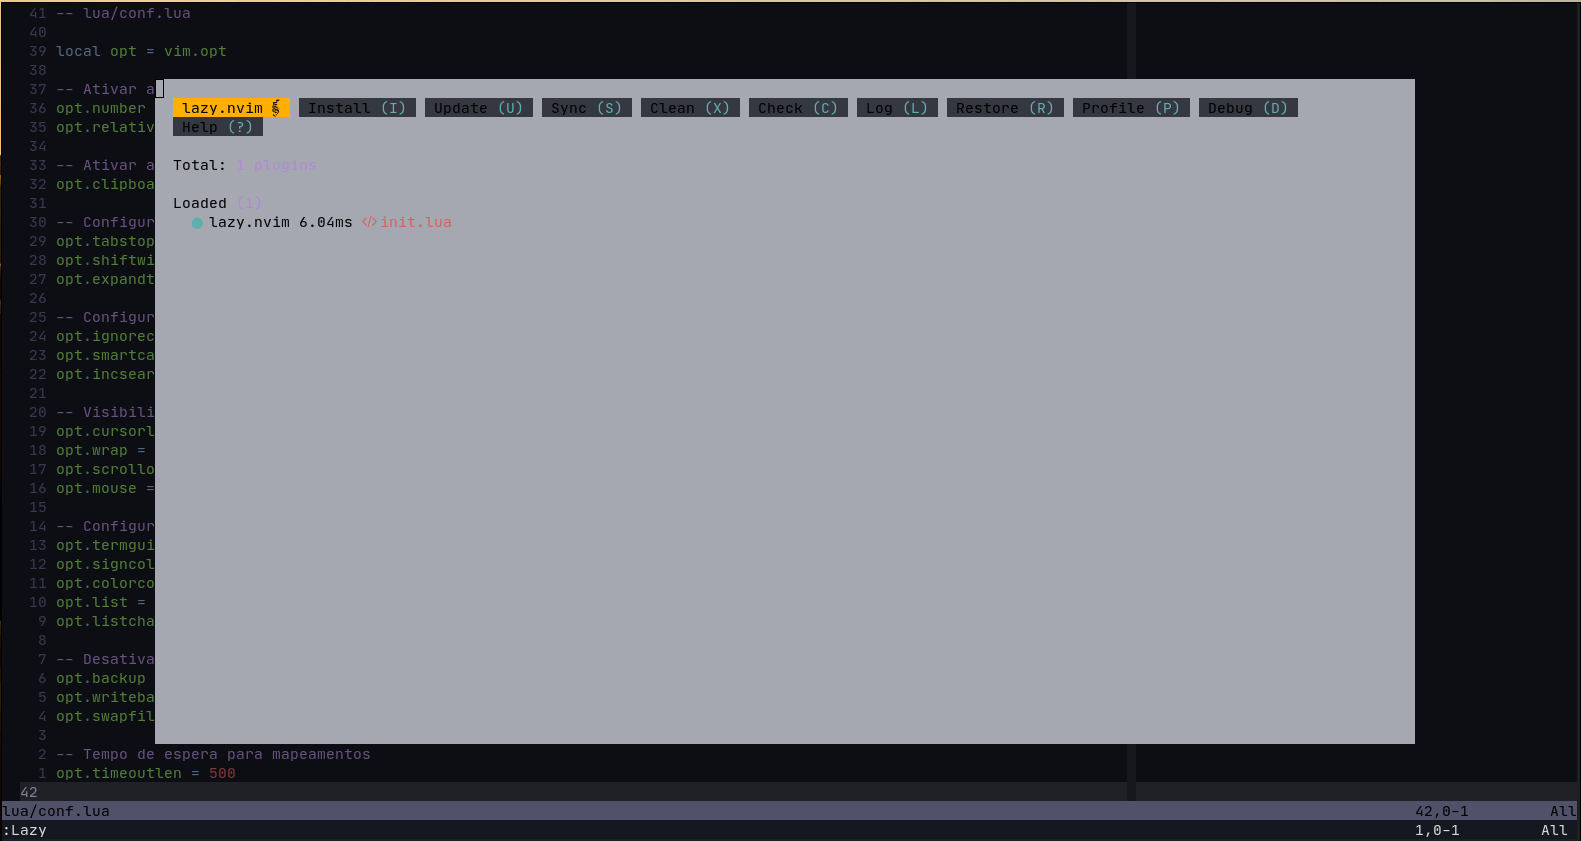 41 -- lua/conf.lua
40
39 local opt = vim.opt
38
37 -- Ativar a
36 opt.number
lazy.nvim Install (I) Update (U) Sync (S) Clean (X) Check (C) Log (L) Restore (R) Profile (P) Debug (D)
35 opt.relativ
Help (?)
34
33 -- Ativar a
Total: 1 plugins
32 opt.clipboa
31
Loaded (1)
30 -- Configur
lazy.nvim 6.04ms </> init.lua
29 opt.tabstop
28 opt.shiftwi
27 opt.expandt
26
25 -- Configur
24 opt.ignorec
23 opt.smartca
22 opt.incsear
21
20 -- Visibili
19 opt.cursorl
18 opt.wrap =
17 opt.scrollo
16 opt.mouse =
15
14 -- Configur
13 opt.termgui
12 opt.signcol
11 opt.colorco
10 opt.list =
9 opt.listcha
8
7 -- Desativa
6 opt.backup
5 opt.writeba
4 opt.swapfil
3
2 -- Tempo de espera para mapeamentos
1 opt.timeoutlen = 500
42
lua/conf.lua 42,0-1 All
:Lazy 1,0-1 All